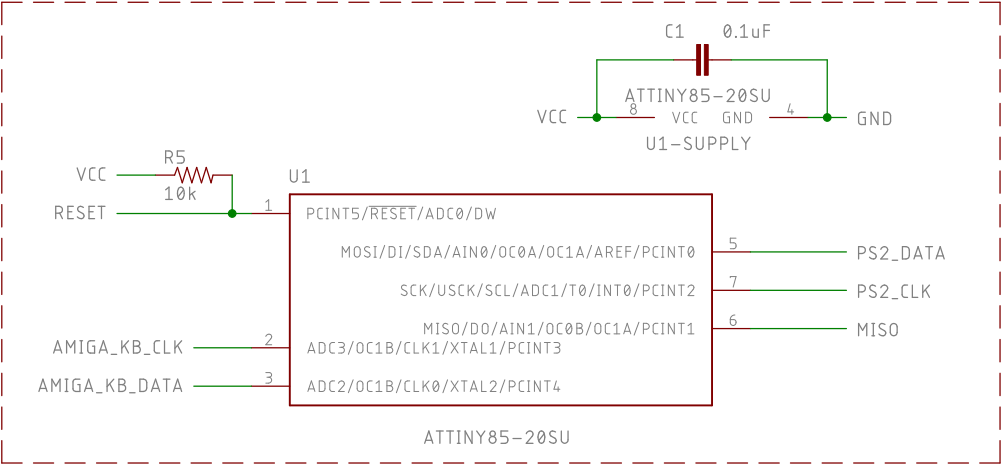 C1 0.1uF
ATTINY85-20SU
VCC 8 VCC GND 4 GND
U1-SUPPLY
R5
VCC
10k
U1
RESET 1 PCINT5/RESET/ADC0/DW
MOSI/DI/SDA/AIN0/OC0A/OC1A/AREF/PCINT0 5 PS2_DATA
SCK/USCK/SCL/ADC1/T0/INT0/PCINT2 7 PS2_CLK
MISO/DO/AIN1/OC0B/OC1A/PCINT1 6 MISO
AMIGA_KB_CLK 2 ADC3/OC1B/CLK1/XTAL1/PCINT3
AMIGA_KB_DATA 3 ADC2/OC1B/CLK0/XTAL2/PCINT4
ATTINY85-20SU